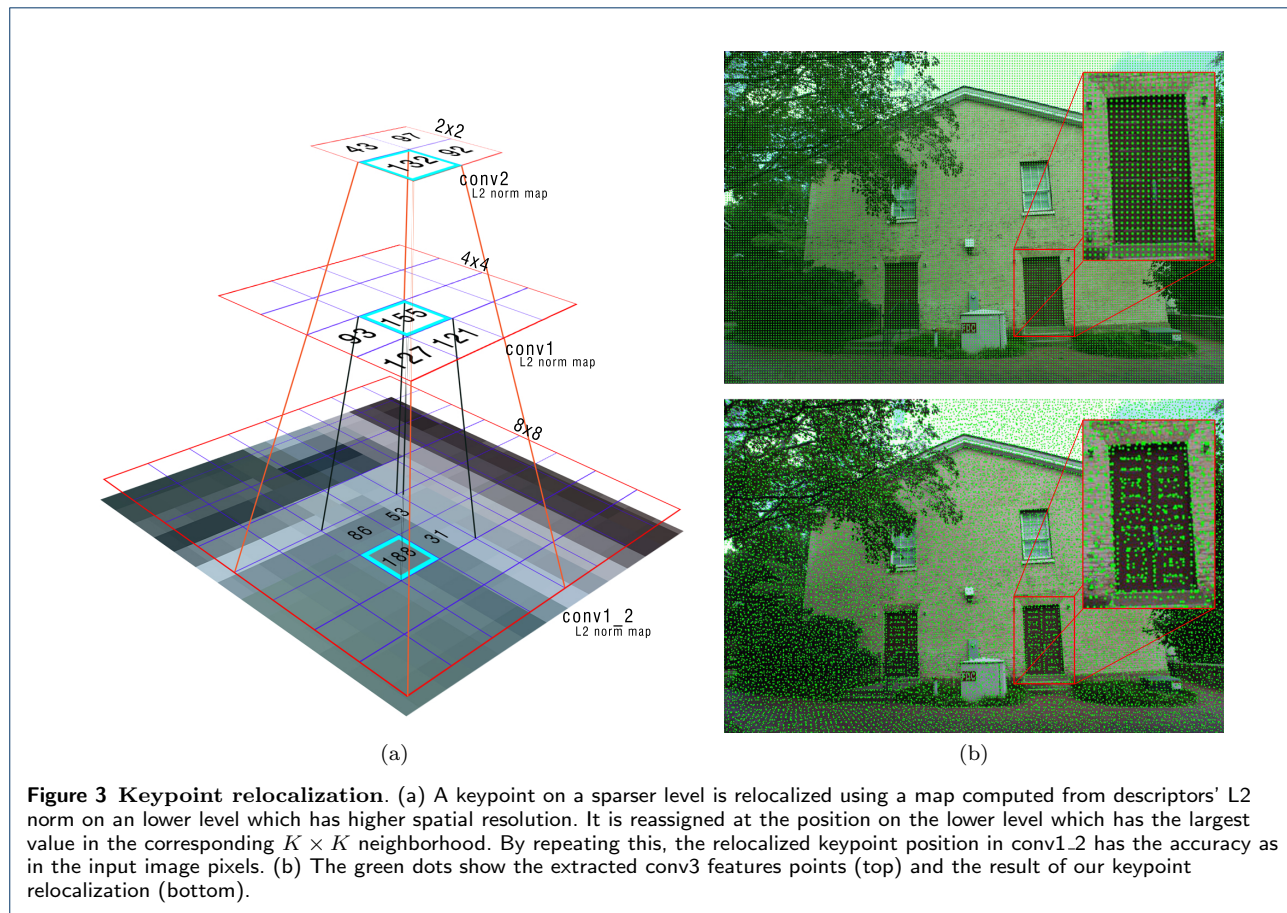 2x2
43 97
132 92
conv2
L2 norm map
4x4
93 155
127 121
conv1
L2 norm map
8x8
86 53
188 31
conv1_2
L2 norm map
(a)
(b)
Figure 3 Keypoint relocalization. (a) A keypoint on a sparser level is relocalized using a map computed from descriptors' L2
norm on an lower level which has higher spatial resolution. It is reassigned at the position on the lower level which has the largest
value in the corresponding K × K neighborhood. By repeating this, the relocalized keypoint position in conv1_2 has the accuracy as
in the input image pixels. (b) The green dots show the extracted conv3 features points (top) and the result of our keypoint
relocalization (bottom).